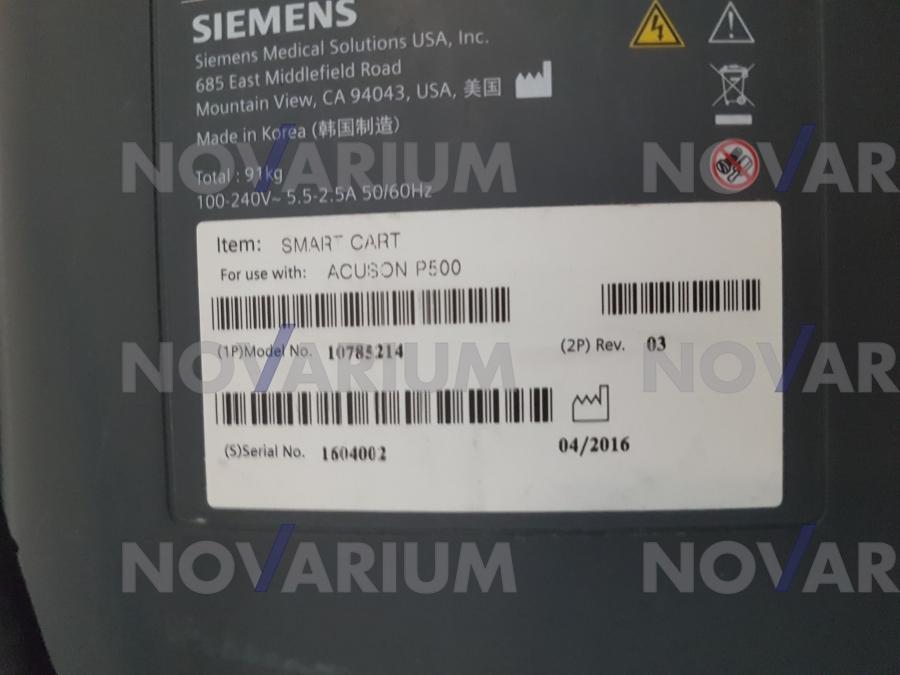 SIEMENS
Siemens Medical Solutions USA, Inc.
685 East Middlefield Road
Mountain View, CA 94043, USA, 美国
Made in Korea (韩国制造)
Total : 91kg
100-240V~ 5.5-2.5A 50/60Hz
Item: SMART CART
For use with: ACUSON P500
(1P)Model No. 10785214
(2P) Rev. 03
(S)Serial No. 1604002
04/2016
NOVARIUM
NOVAR
NOVARIUM
NOVAR
NOVARIUM
NOVAR